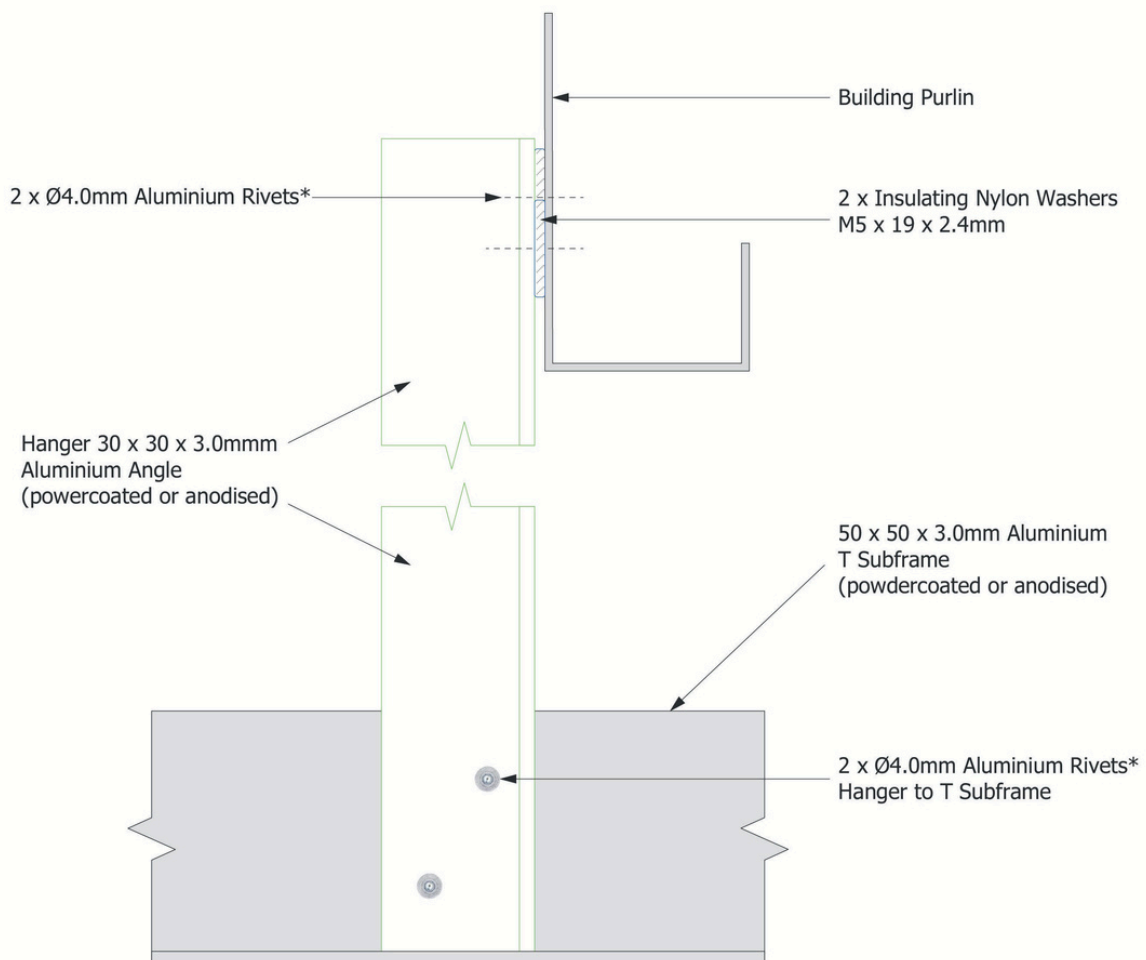 Building Purlin
2 x Ø4.0mm Aluminium Rivets*
2 x Insulating Nylon Washers
M5 x 19 x 2.4mm
Hanger 30 x 30 x 3.0mmm
Aluminium Angle
(powercoated or anodised)
50 x 50 x 3.0mm Aluminium
T Subframe
(powdercoated or anodised)
2 x Ø4.0mm Aluminium Rivets*
Hanger to T Subframe